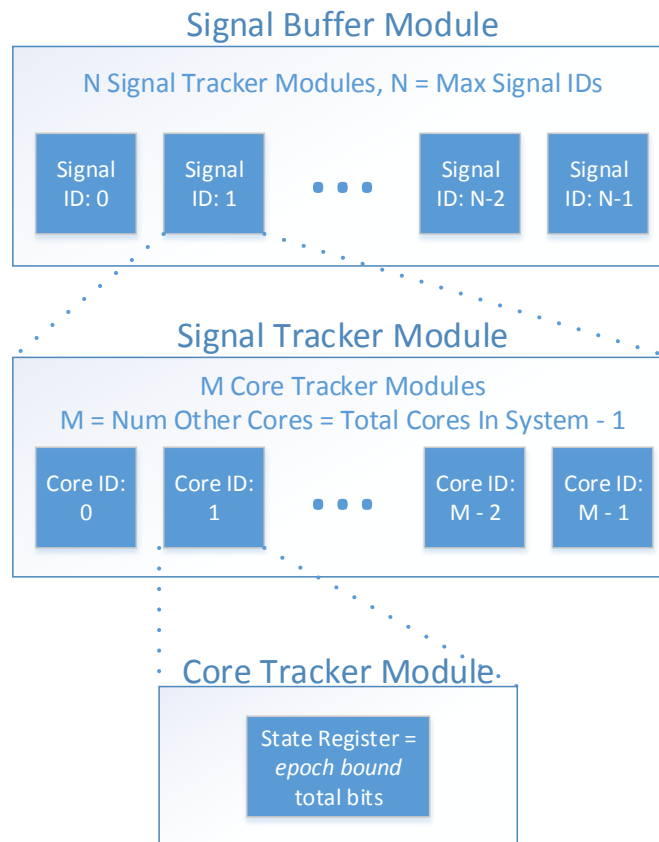 Signal Buffer Module
N Signal Tracker Modules, N = Max Signal IDs
Signal
ID: 0
Signal
ID: 1
Signal
ID: N-2
Signal
ID: N-1
Signal Tracker Module
M Core Tracker Modules
M = Num Other Cores = Total Cores In System - 1
Core ID:
0
Core ID:
1
Core ID:
M - 2
Core ID:
M - 1
Core Tracker Module
State Register =
epoch bound
total bits